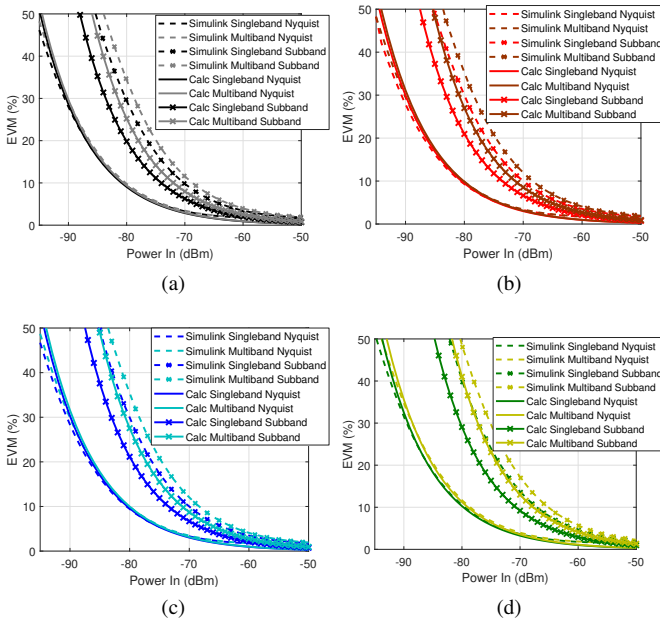 50
40
30
20
10
0
EVM (%)
-90
-80
-70
-60
-50
Power In (dBm)
Simulink Singleband Nyquist
Simulink Multiband Nyquist
Simulink Singleband Subband
Simulink Multiband Subband
Calc Singleband Nyquist
Calc Multiband Nyquist
Calc Singleband Subband
Calc Multiband Subband
(a)
50
40
30
20
10
0
EVM (%)
-90
-80
-70
-60
-50
Power In (dBm)
Simulink Singleband Nyquist
Simulink Multiband Nyquist
Simulink Singleband Subband
Simulink Multiband Subband
Calc Singleband Nyquist
Calc Multiband Nyquist
Calc Singleband Subband
Calc Multiband Subband
(b)
50
40
30
20
10
0
EVM (%)
-90
-80
-70
-60
-50
Power In (dBm)
Simulink Singleband Nyquist
Simulink Multiband Nyquist
Simulink Singleband Subband
Simulink Multiband Subband
Calc Singleband Nyquist
Calc Multiband Nyquist
Calc Singleband Subband
Calc Multiband Subband
(c)
50
40
30
20
10
0
EVM (%)
-90
-80
-70
-60
-50
Power In (dBm)
Simulink Singleband Nyquist
Simulink Multiband Nyquist
Simulink Singleband Subband
Simulink Multiband Subband
Calc Singleband Nyquist
Calc Multiband Nyquist
Calc Singleband Subband
Calc Multiband Subband
(d)